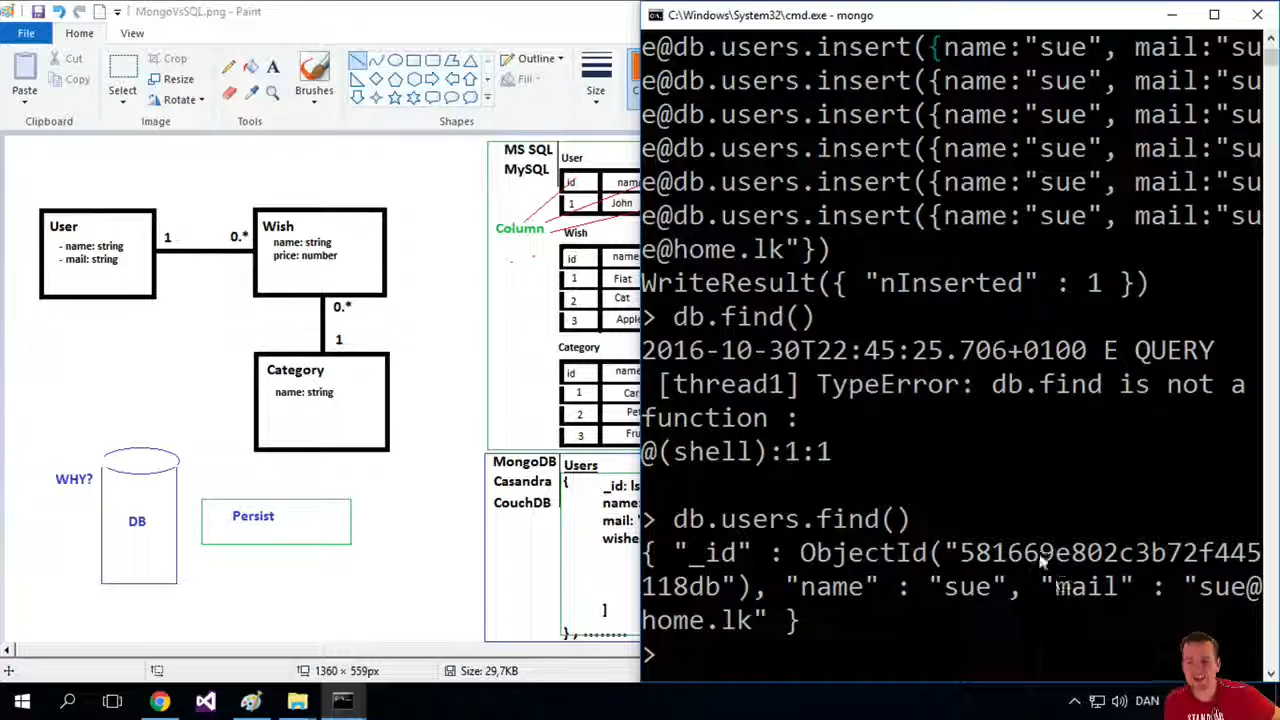 MongoVsSQL.png - Paint
File
Home
View
Paste
Cut
Copy
Clipboard
Select
Crop
Resize
Rotate
Image
Tools
Brushes
Shapes
Outline
Fill
Size
User
- name: string
- mail: string
1
0.*
Wish
name: string
price: number
0.*
1
Category
name: string
WHY?
DB
Persist
MS SQL
MySQL
User
id
nam
1
John
Column
Wish
id
name
1
Fiat
2
Cat
3
Apple
Category
id
name
1
Car
2
Pet
3
Fru
MongoDB
Casandra
CouchDB
Users
{
_id: ls
name:
mail: "
wishe
]
}, ........
1360 × 559px
Size: 29,7KB
C:\Windows\System32\cmd.exe - mongo
e@db.users.insert({name:"sue", mail:"su
e@db.users.insert({name:"sue", mail:"su
e@db.users.insert({name:"sue", mail:"su
e@db.users.insert({name:"sue", mail:"su
e@db.users.insert({name:"sue", mail:"su
e@db.users.insert({name:"sue", mail:"su
e@home.lk"})
WriteResult({ "nInserted" : 1 })
> db.find()
2016-10-30T22:45:25.706+0100 E QUERY
[thread1] TypeError: db.find is not a
function :
@(shell):1:1
> db.users.find()
{ "_id" : ObjectId("581669e802c3b72f445
118db"), "name" : "sue", "mail" : "sue@
home.lk" }
>
DAN